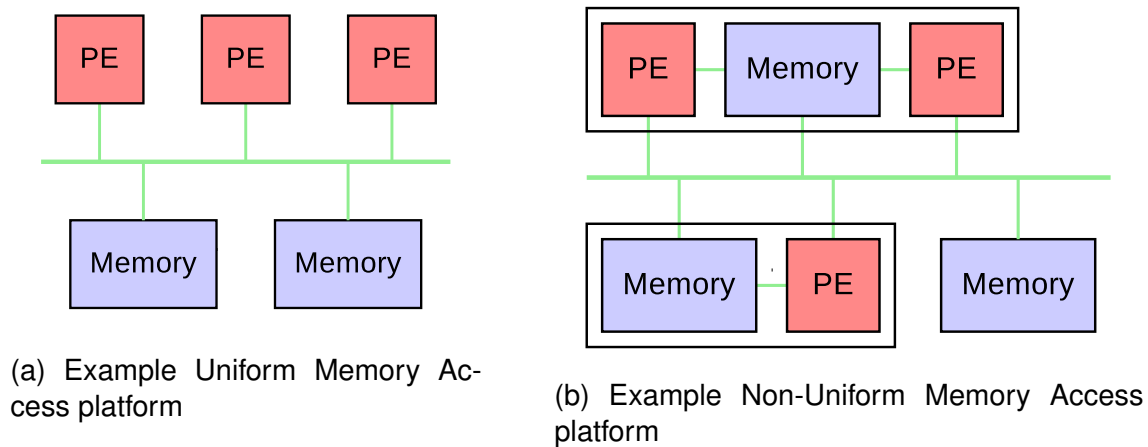 PE PE PE
Memory Memory
(a) Example Uniform Memory Ac-
cess platform
PE Memory PE
Memory PE Memory
(b) Example Non-Uniform Memory Access
platform